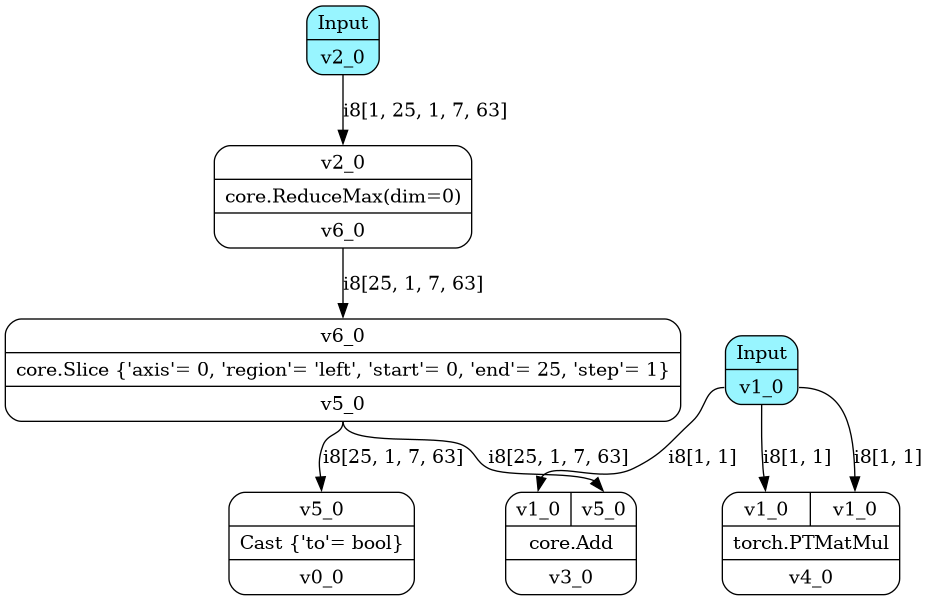 Input
v2_0
i8[1, 25, 1, 7, 63]
v2_0
core.ReduceMax(dim=0)
v6_0
i8[25, 1, 7, 63]
v6_0
core.Slice {'axis'= 0, 'region'= 'left', 'start'= 0, 'end'= 25, 'step'= 1}
v5_0
Input
v1_0
i8[25, 1, 7, 63]
i8[25, 1, 7, 63]
i8[1, 1]
i8[1, 1]
i8[1, 1]
v5_0
Cast {'to'= bool}
v0_0
v1_0 v5_0
core.Add
v3_0
v1_0 v1_0
torch.PTMatMul
v4_0